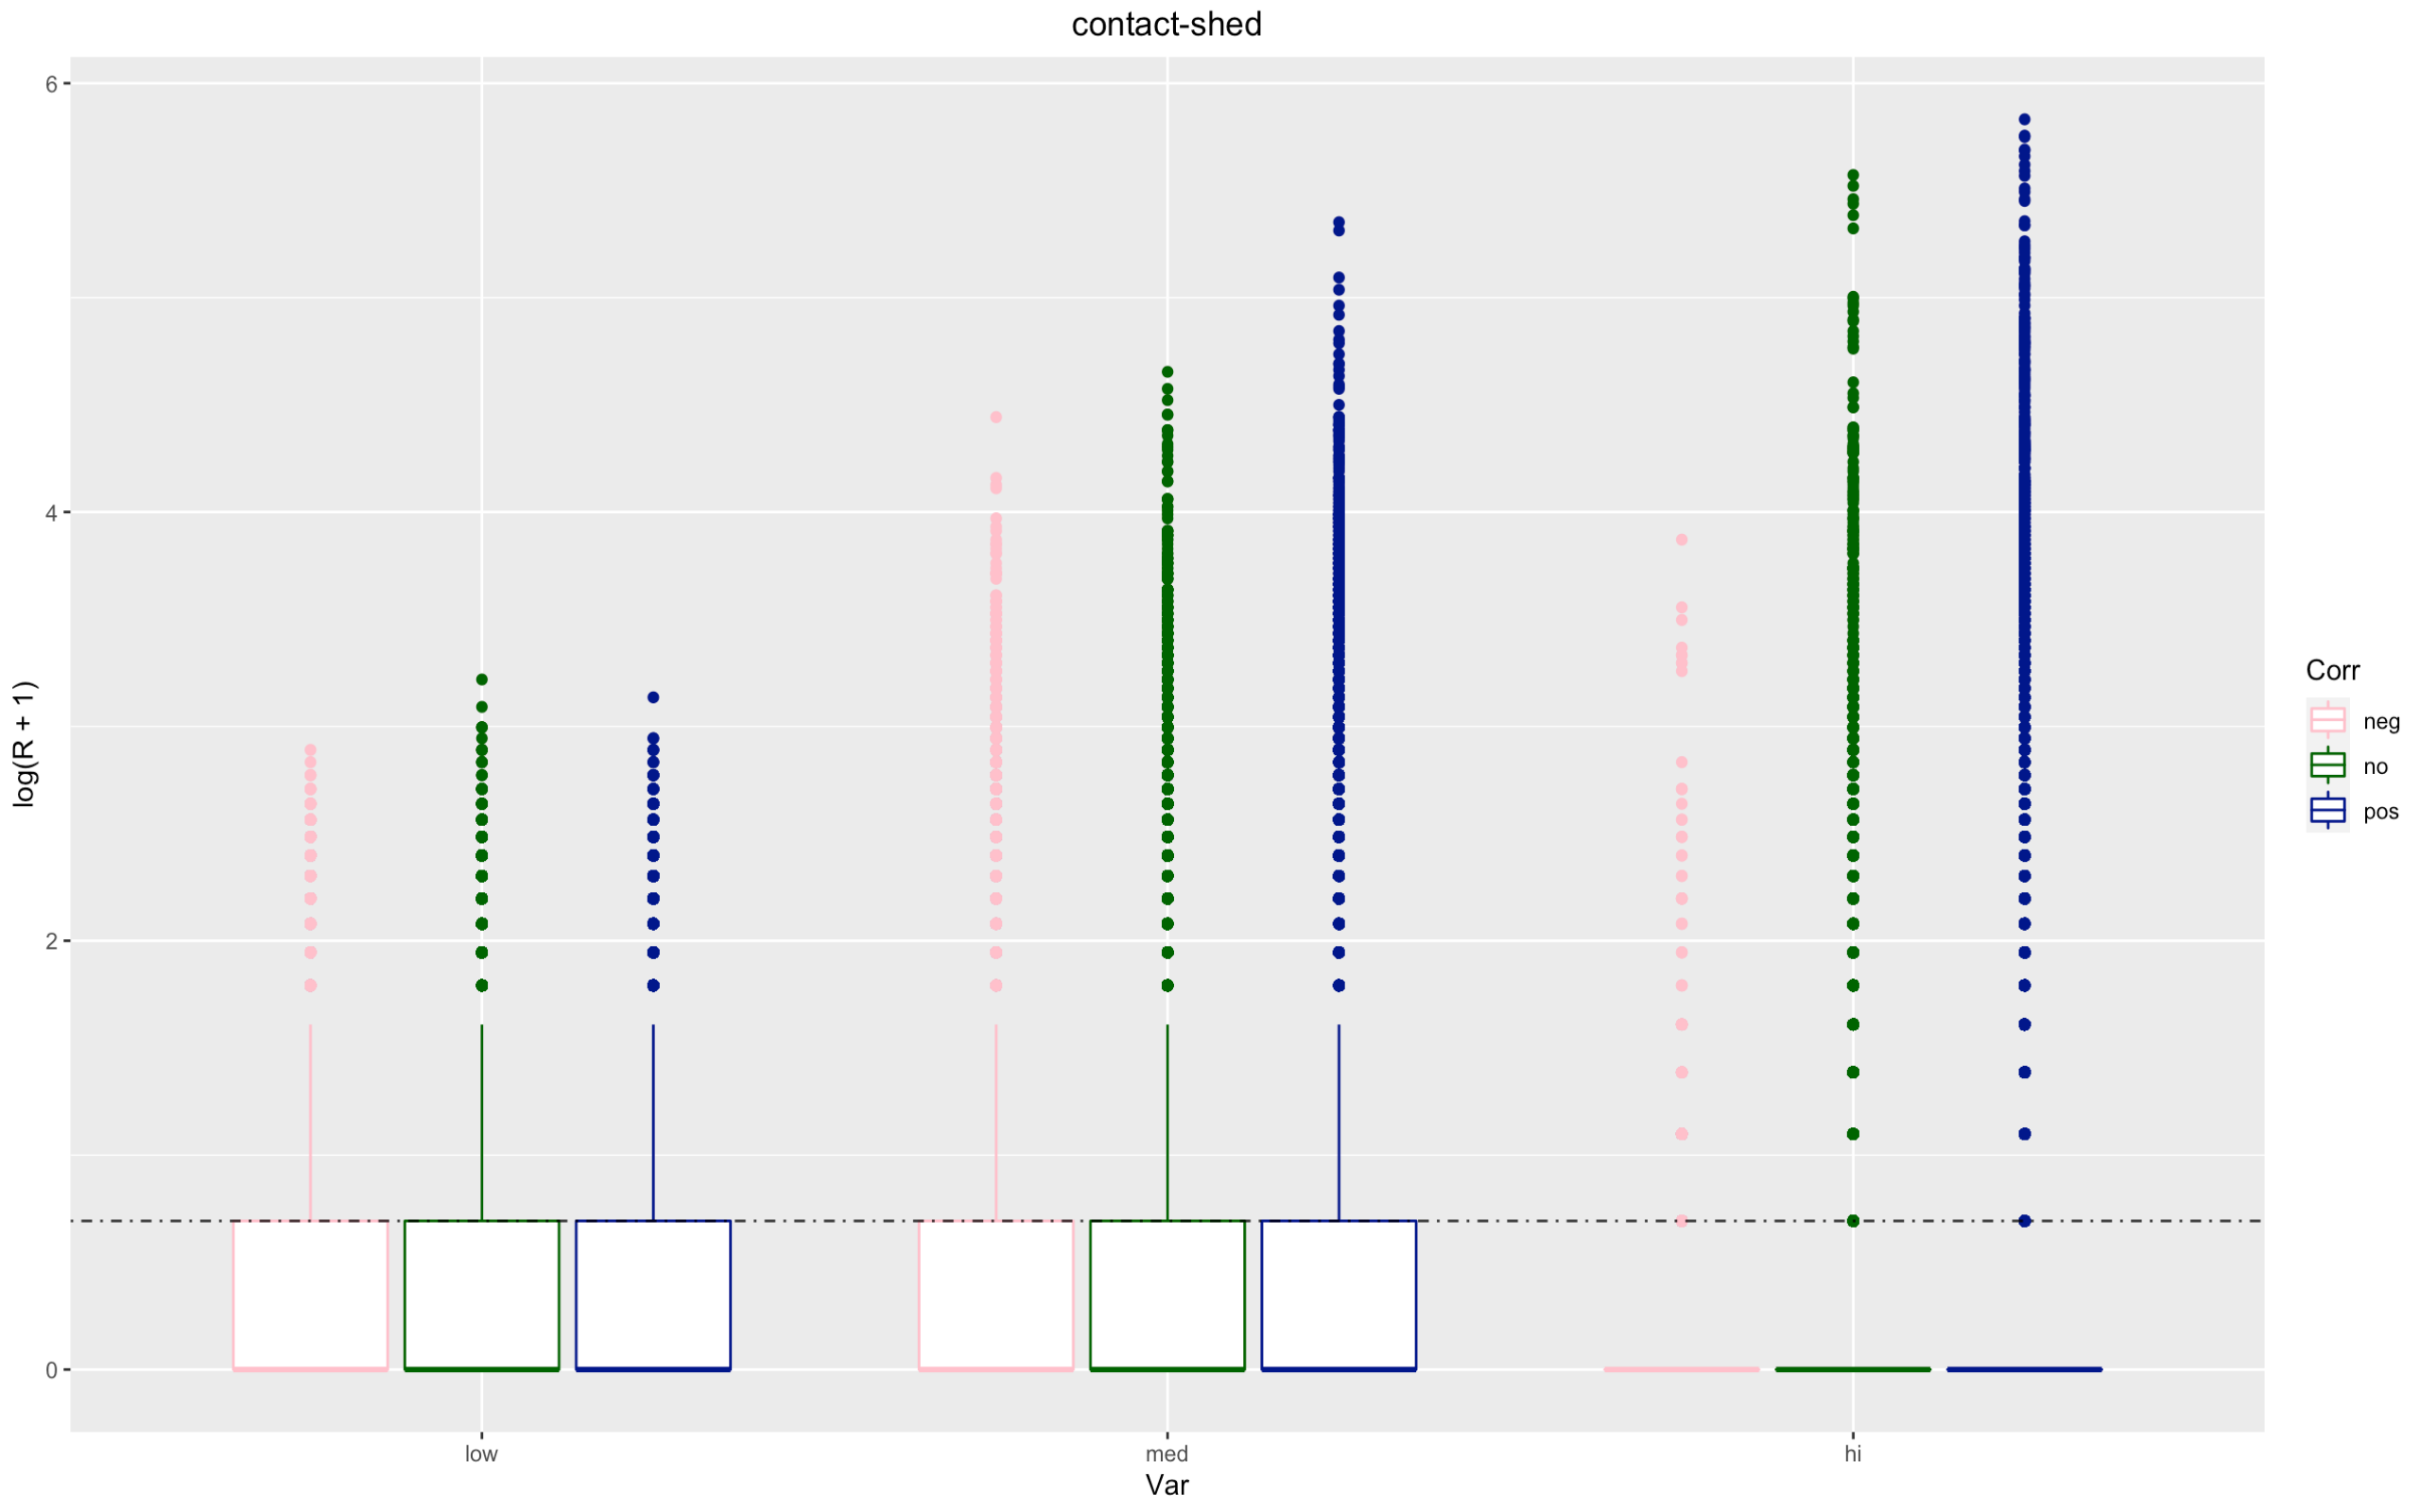 contact-shed
6
4
2
0
log(R + 1)
low
med
hi
Var
Corr
neg
no
pos